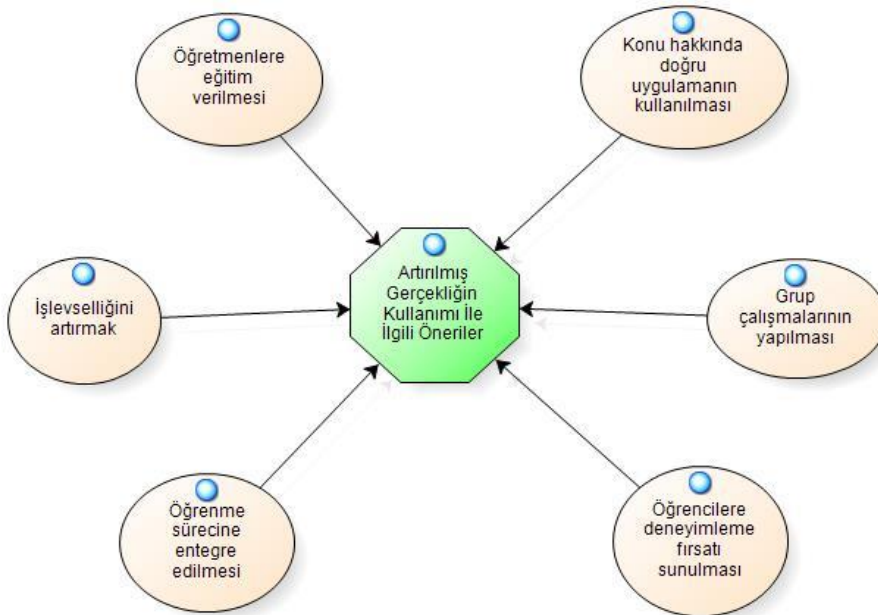 Öğretmenlere
eğitim
verilmesi
Konu hakkında
doğru
uygulamanın
kullanılması
Artırılmış
Gerçekliğin
Kullanımı İle
İlgili Öneriler
İşlevselliğini
artırmak
Grup
çalışmalarının
yapılması
Öğrenme
sürecine
entegre
edilmesi
Öğrencilere
deneyimleme
fırsatı
sunulması